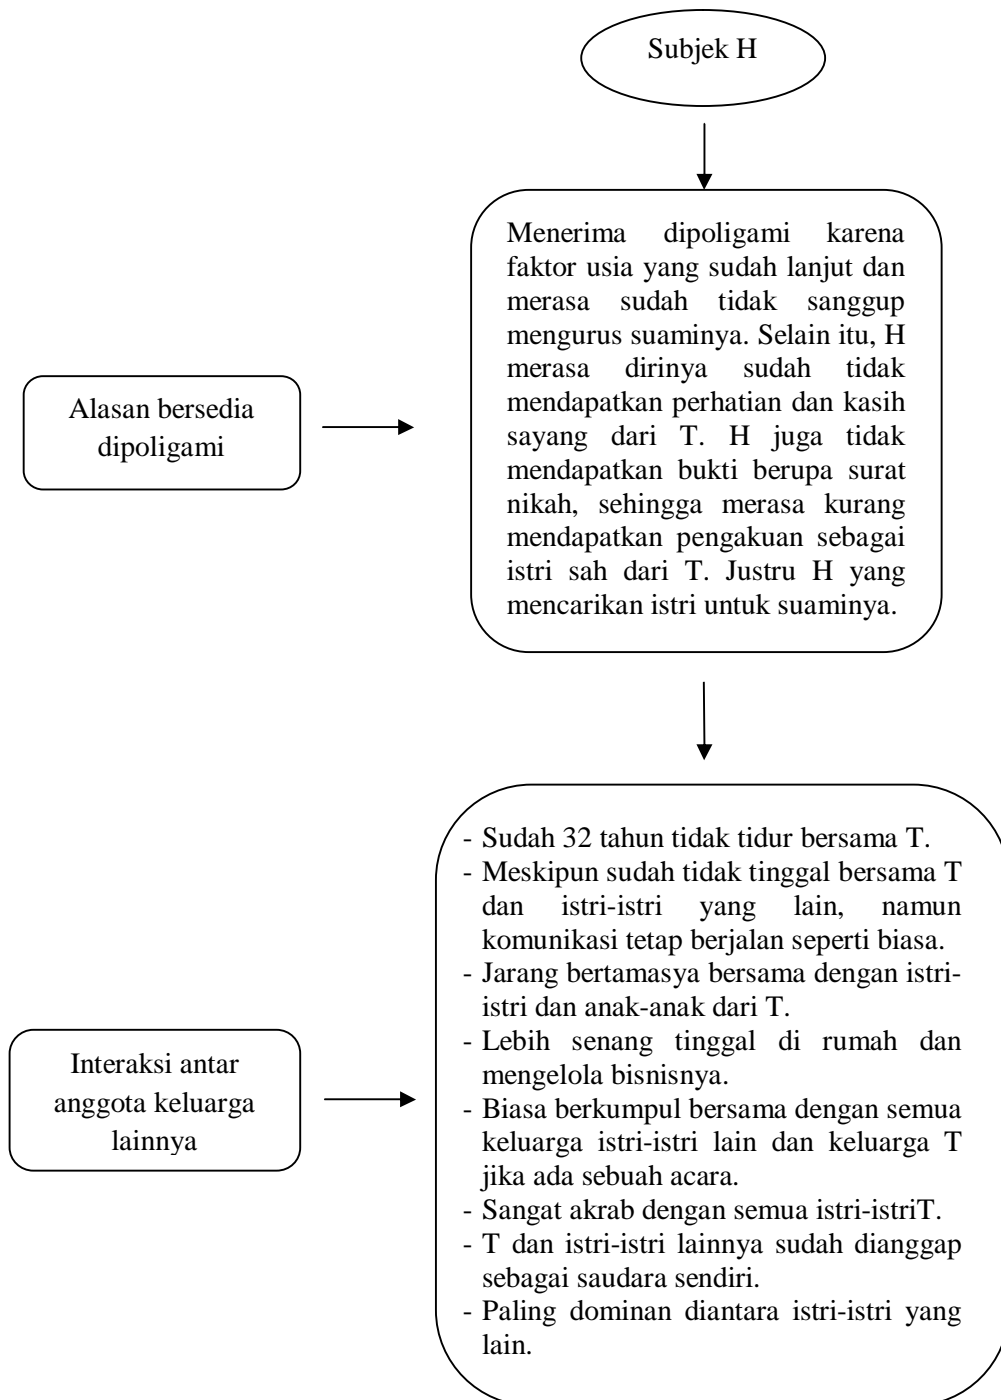 Subjek H
Menerima dipoligami karena
faktor usia yang sudah lanjut dan
merasa sudah tidak sanggup
mengurus suaminya. Selain itu, H
merasa dirinya sudah tidak
mendapatkan perhatian dan kasih
sayang dari T. H juga tidak
mendapatkan bukti berupa surat
nikah, sehingga merasa kurang
mendapatkan pengakuan sebagai
istri sah dari T. Justru H yang
mencarikan istri untuk suaminya.
Alasan bersedia
dipoligami
- Sudah 32 tahun tidak tidur bersama T.
- Meskipun sudah tidak tinggal bersama T
dan istri-istri yang lain, namun
komunikasi tetap berjalan seperti biasa.
- Jarang bertamasya bersama dengan istri-
istri dan anak-anak dari T.
- Lebih senang tinggal di rumah dan
mengelola bisnisnya.
- Biasa berkumpul bersama dengan semua
keluarga istri-istri lain dan keluarga T
jika ada sebuah acara.
- Sangat akrab dengan semua istri-istriT.
- T dan istri-istri lainnya sudah dianggap
sebagai saudara sendiri.
- Paling dominan diantara istri-istri yang
lain.
Interaksi antar
anggota keluarga
lainnya